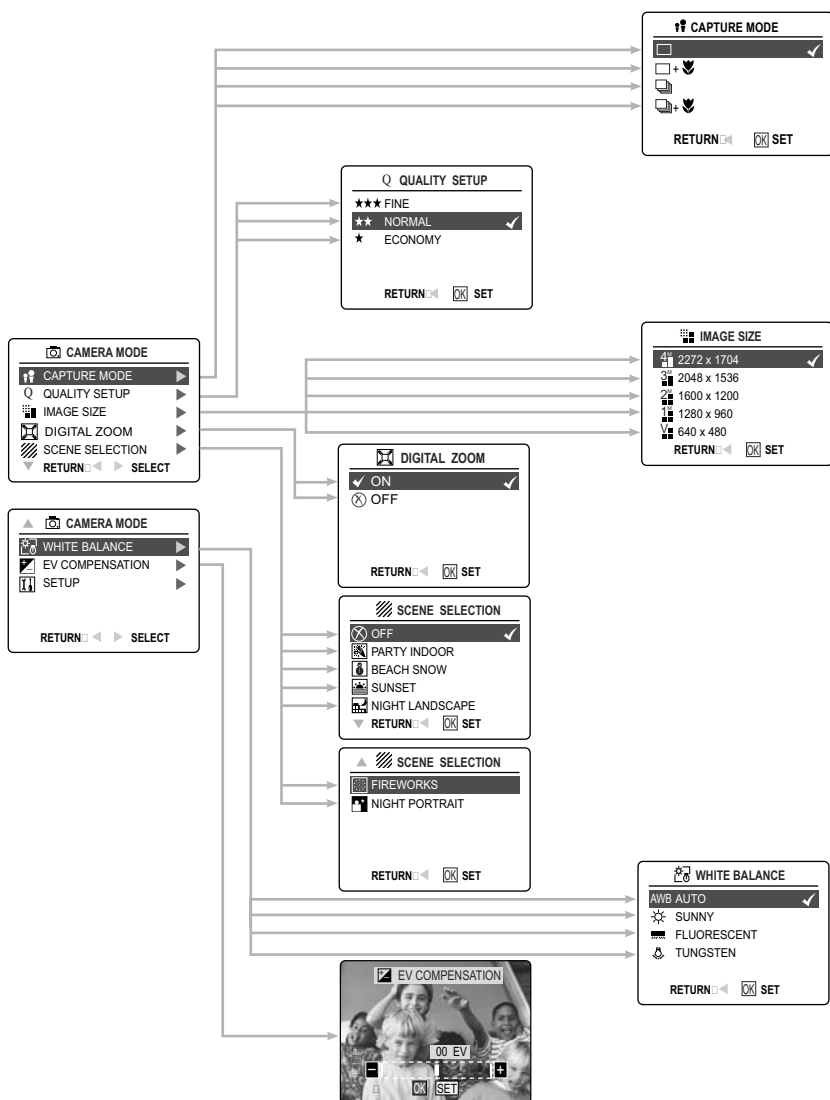 CAPTURE MODE
+
+
RETURN OK SET
Q QUALITY SETUP
FINE
NORMAL
ECONOMY
RETURN OK SET
CAMERA MODE
CAPTURE MODE
Q QUALITY SETUP
IMAGE SIZE
DIGITAL ZOOM
SCENE SELECTION
RETURN SELECT
IMAGE SIZE
4M 2272 x 1704
3M 2048 x 1536
2M 1600 x 1200
1M 1280 x 960
V 640 x 480
RETURN OK SET
DIGITAL ZOOM
ON
OFF
RETURN OK SET
CAMERA MODE
WHITE BALANCE
EV COMPENSATION
SETUP
RETURN SELECT
SCENE SELECTION
OFF
PARTY INDOOR
BEACH SNOW
SUNSET
NIGHT LANDSCAPE
RETURN OK SET
SCENE SELECTION
FIREWORKS
NIGHT PORTRAIT
RETURN OK SET
WHITE BALANCE
AWB AUTO
SUNNY
FLUORESCENT
TUNGSTEN
RETURN OK SET
EV COMPENSATION
00 EV
OK SET